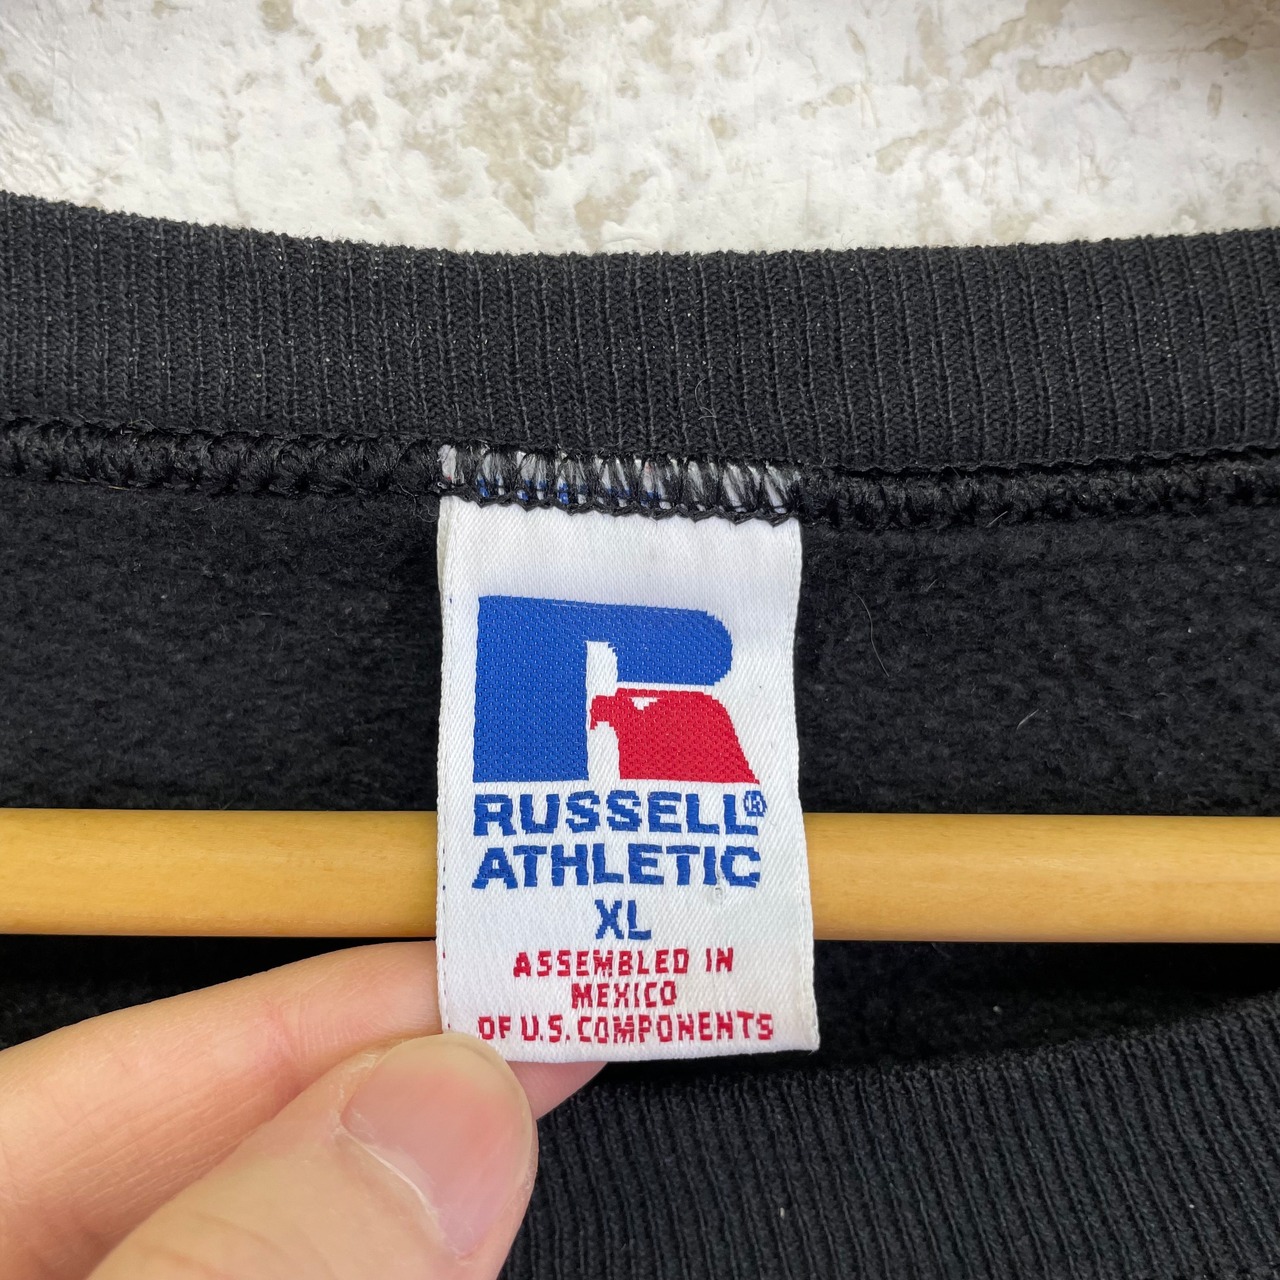 RUSSELL®
ATHLETIC
XL
ASSEMBLED IN
MEXICO
OF U.S. COMPONENTS